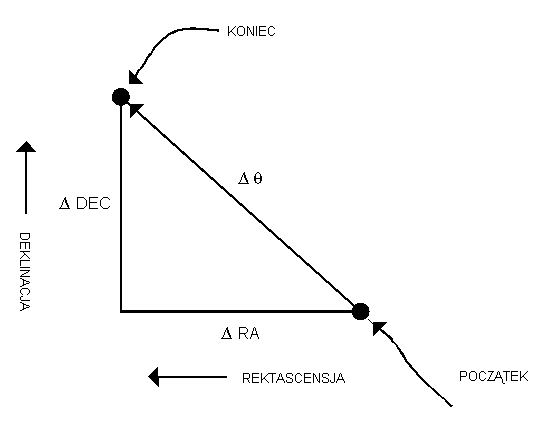 KONIEC
Δ θ
Δ DEC
DEKLINACJA
Δ RA
REKTASCENSJA
POCZĄTEK